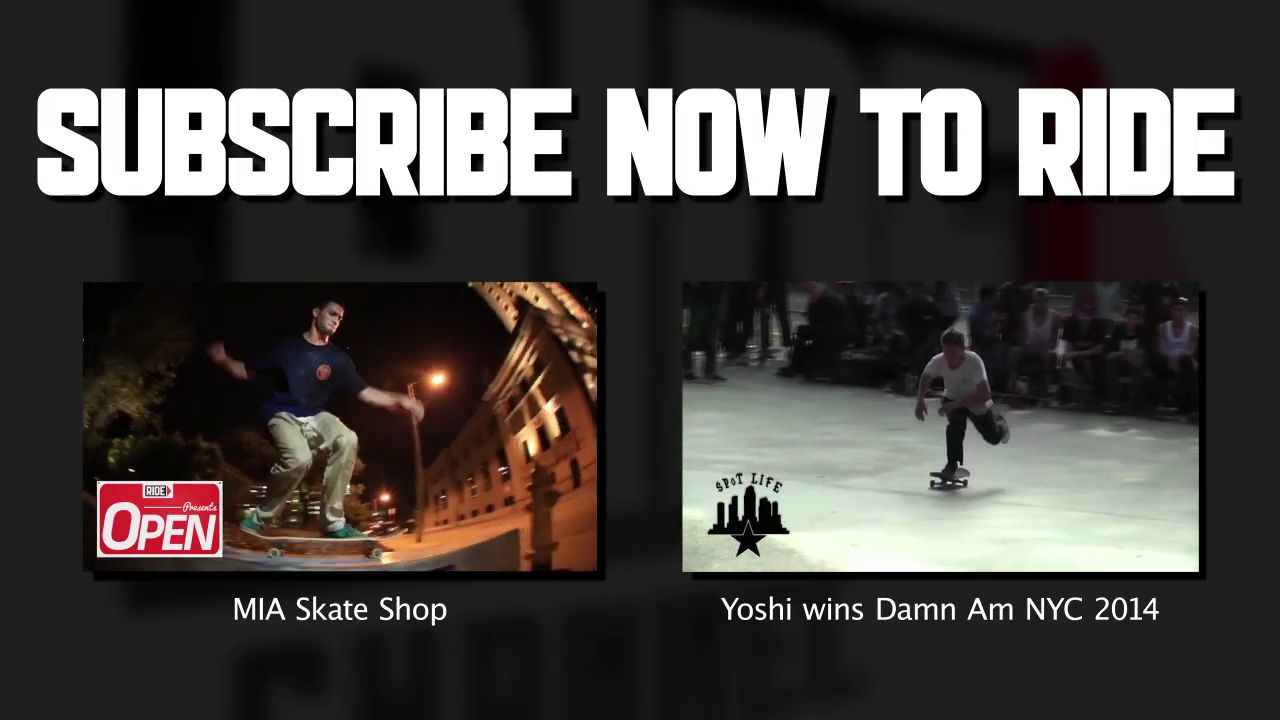 SUBSCRIBE NOW TO RIDE
RIDE
Presents
OPEN
SPoT LIFE
MIA Skate Shop
Yoshi wins Damn Am NYC 2014